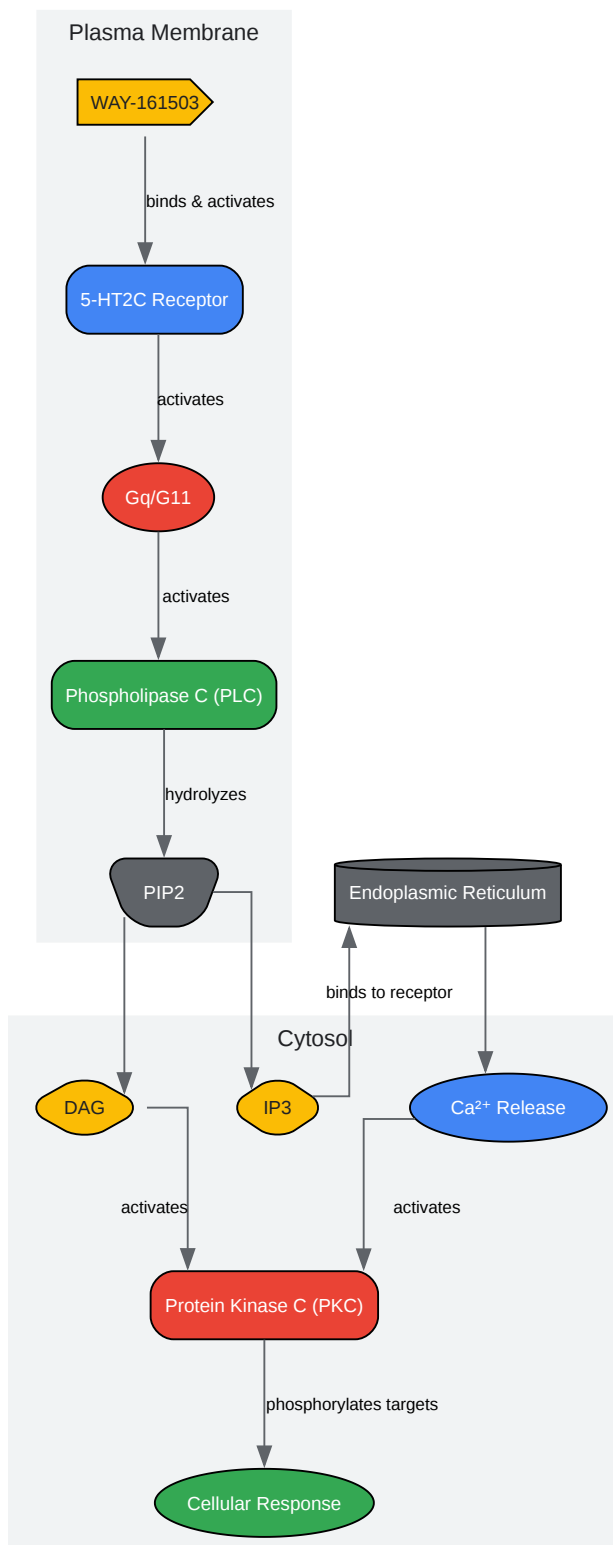 Plasma Membrane
WAY-161503
binds & activates
5-HT2C Receptor
activates
Gq/G11
activates
Phospholipase C (PLC)
hydrolyzes
PIP2
Endoplasmic Reticulum
binds to receptor
Cytosol
DAG
IP3
Ca²⁺ Release
activates
activates
Protein Kinase C (PKC)
phosphorylates targets
Cellular Response